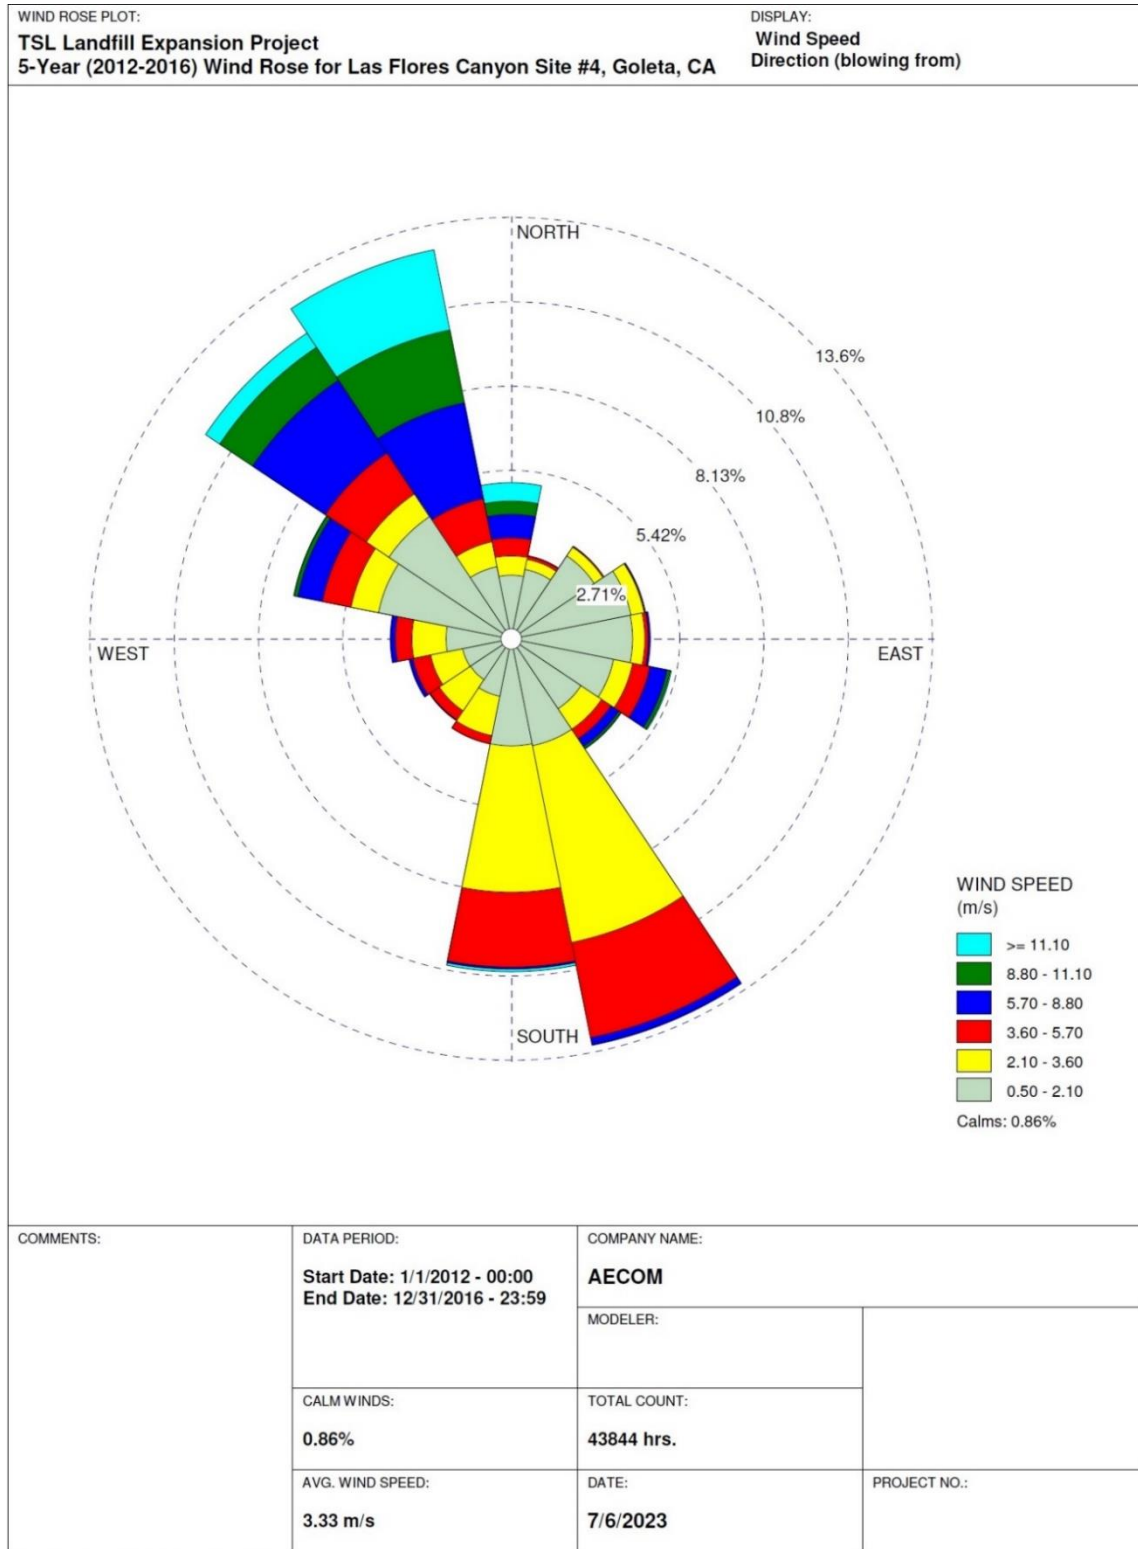 WIND ROSE PLOT:
TSL Landfill Expansion Project
5-Year (2012-2016) Wind Rose for Las Flores Canyon Site #4, Goleta, CA
DISPLAY:
Wind Speed
Direction (blowing from)
NORTH
13.6%
10.8%
8.13%
5.42%
2.71%
WEST
EAST
SOUTH
WIND SPEED
(m/s)
>= 11.10
8.80 - 11.10
5.70 - 8.80
3.60 - 5.70
2.10 - 3.60
0.50 - 2.10
Calms: 0.86%
COMMENTS:
DATA PERIOD:
Start Date: 1/1/2012 - 00:00
End Date: 12/31/2016 - 23:59
COMPANY NAME:
AECOM
MODELER:
CALM WINDS:
0.86%
TOTAL COUNT:
43844 hrs.
AVG. WIND SPEED:
3.33 m/s
DATE:
7/6/2023
PROJECT NO.: